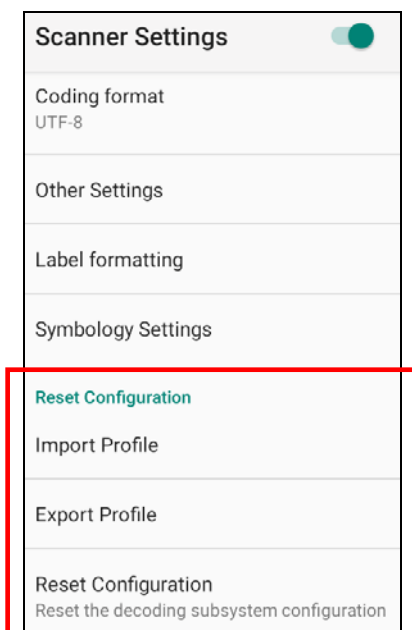 Scanner Settings
Coding format
UTF-8
Other Settings
Label formatting
Symbology Settings
Reset Configuration
Import Profile
Export Profile
Reset Configuration
Reset the decoding subsystem configuration